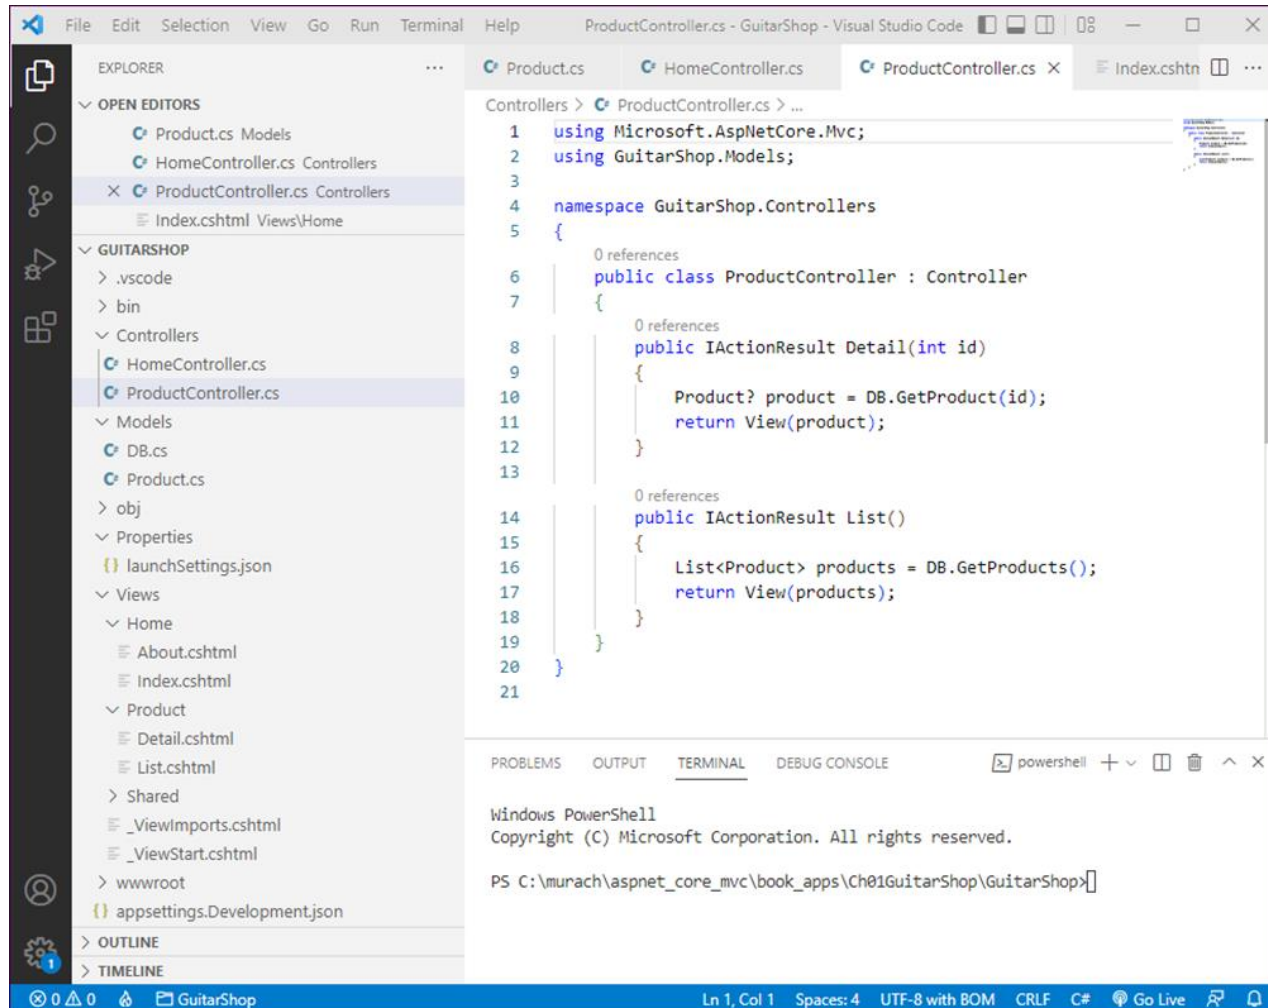 File Edit Selection View Go Run Terminal Help ProductController.cs - GuitarShop - Visual Studio Code
EXPLORER
OPEN EDITORS
Product.cs Models
HomeController.cs Controllers
ProductController.cs Controllers
Index.cshtml Views\Home
GUITARSHOP
.vscode
bin
Controllers
HomeController.cs
ProductController.cs
Models
DB.cs
Product.cs
obj
Properties
launchSettings.json
Views
Home
About.cshtml
Index.cshtml
Product
Detail.cshtml
List.cshtml
Shared
_ViewImports.cshtml
_ViewStart.cshtml
wwwroot
appsettings.Development.json
OUTLINE
TIMELINE
Product.cs HomeController.cs ProductController.cs Index.cshtm
Controllers > ProductController.cs > ...
1 using Microsoft.AspNetCore.Mvc;
2 using GuitarShop.Models;
3
4 namespace GuitarShop.Controllers
5 {
0 references
6 public class ProductController : Controller
7 {
0 references
8 public IActionResult Detail(int id)
9 {
10 Product? product = DB.GetProduct(id);
11 return View(product);
12 }
13
0 references
14 public IActionResult List()
15 {
16 List<Product> products = DB.GetProducts();
17 return View(products);
18 }
19 }
20 }
21
PROBLEMS OUTPUT TERMINAL DEBUG CONSOLE powershell
Windows PowerShell
Copyright (C) Microsoft Corporation. All rights reserved.
PS C:\murach\aspnet_core_mvc\book_apps\Ch01GuitarShop\GuitarShop>
1
0 0 GuitarShop Ln 1, Col 1 Spaces: 4 UTF-8 with BOM CRLF C# Go Live